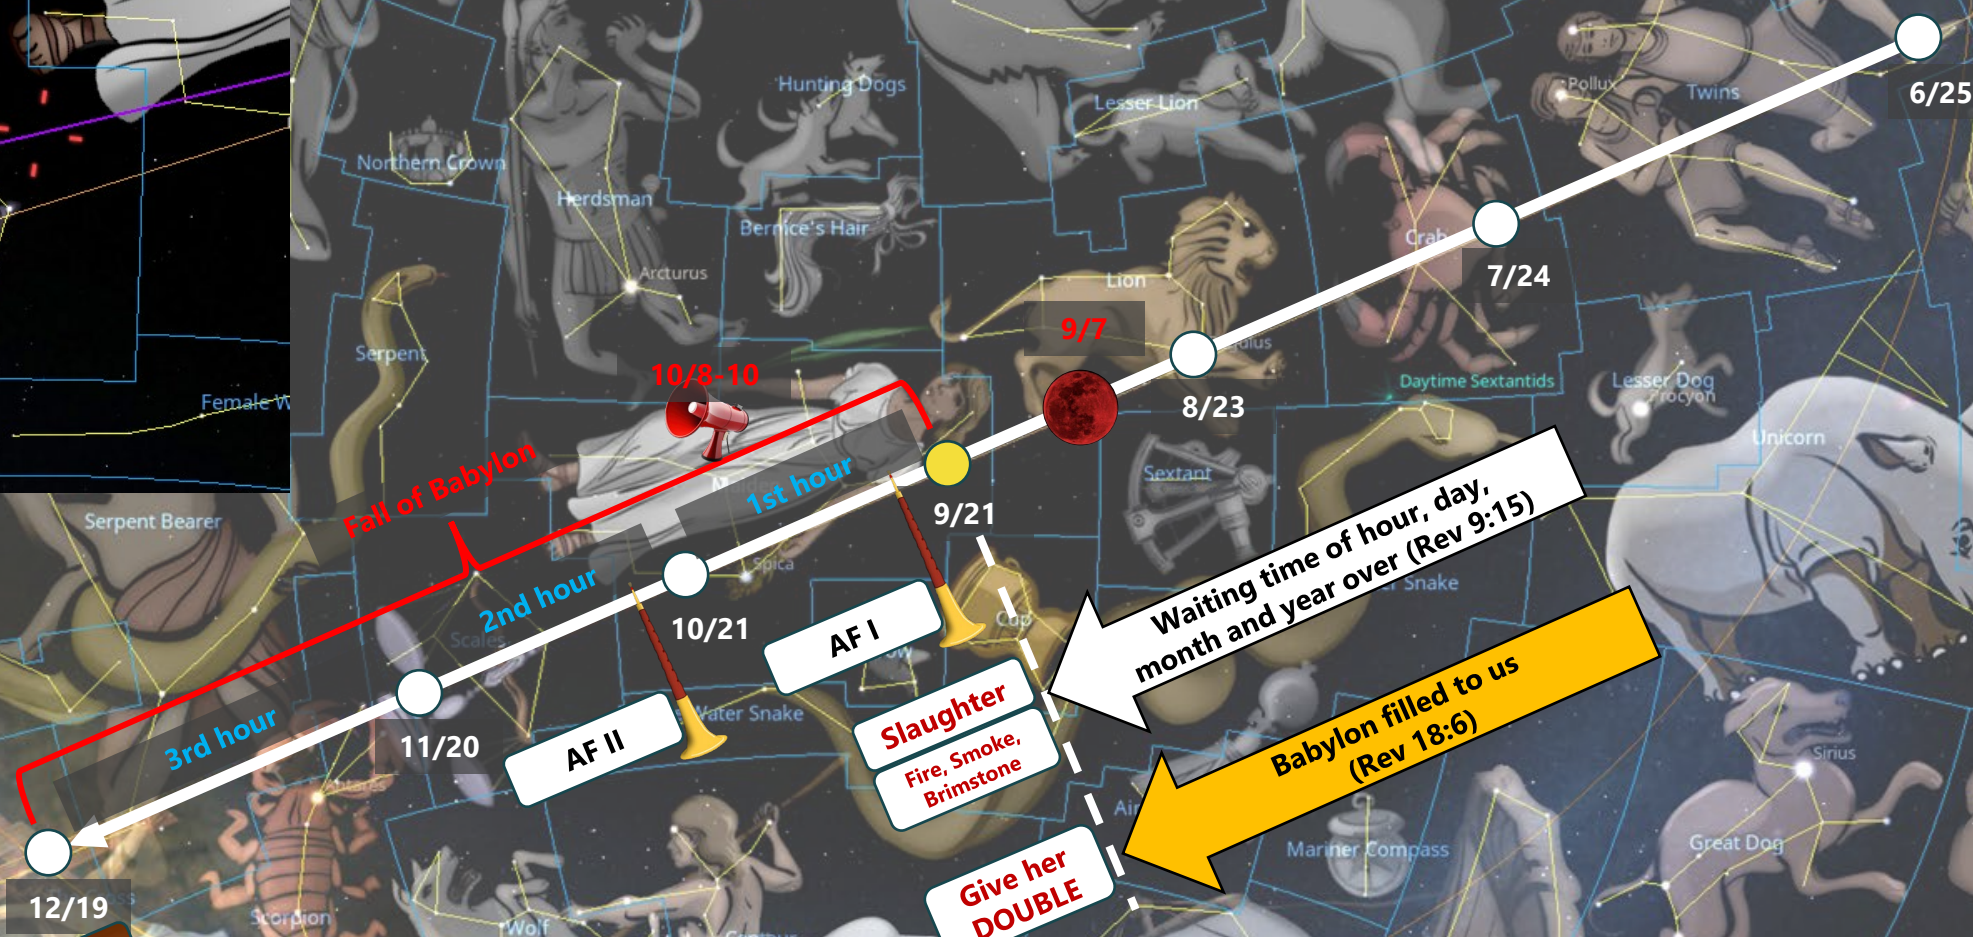 6/25
Hunting Dogs
Pollux
Twins
Lesser Lion
Northern Crown
Herdsman
Bernice's Hair
Crab
Arcturus
7/24
Lion
9/7
Serpent
10/8-10
8/23
Daytime Sextantids
Lesser Dog
Procyon
Female W
Unicorn
Fall of Babylon
1st hour
Sextant
9/21
Serpent Bearer
Waiting time of hour, day,
month and year over (Rev 9:15)
Spica
2nd hour
Snake
Cup
10/21
AF I
Scales
Babylon filled to us
(Rev 18:6)
Slaughter
Water Snake
3rd hour
11/20
AF II
Fire, Smoke,
Brimstone
Sirius
Antares
Air
Mariner Compass
Great Dog
Give her
DOUBLE
12/19
Scorpion
Wolf